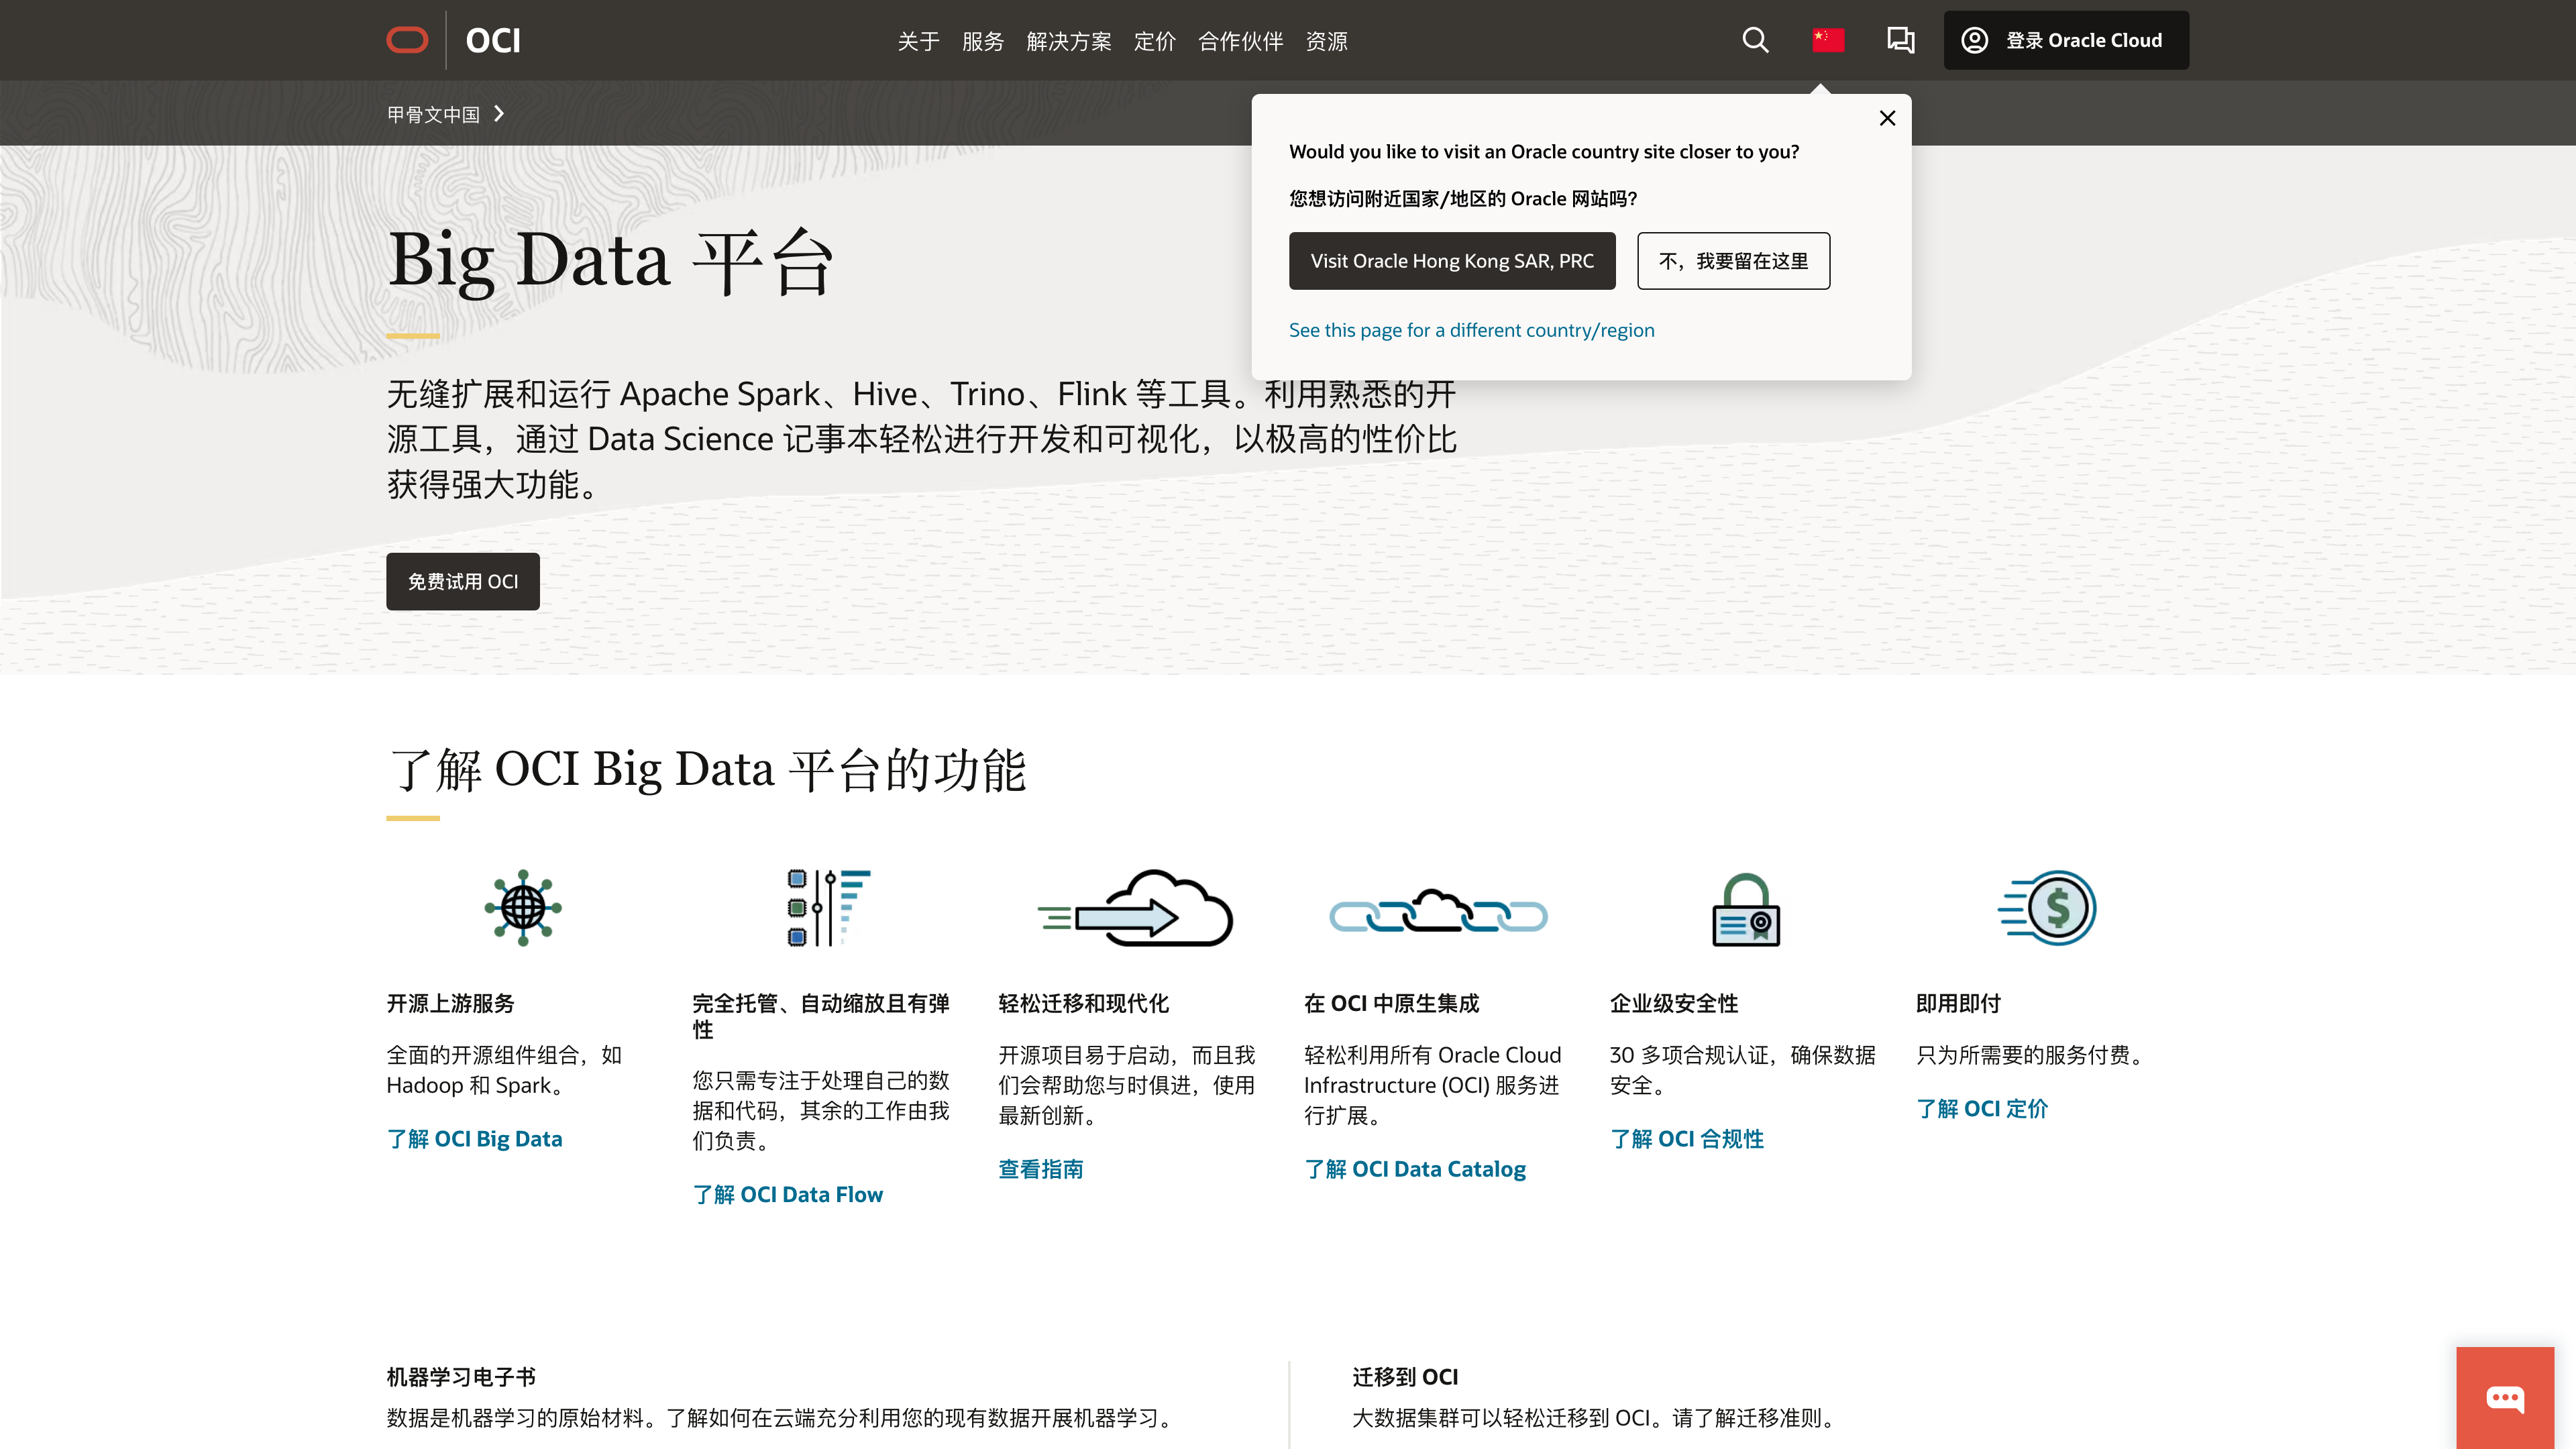 OCI
关于 服务 解决方案 定价 合作伙伴 资源
登录 Oracle Cloud
甲骨文中国
Would you like to visit an Oracle country site closer to you?
您想访问附近国家/地区的 Oracle 网站吗?
Visit Oracle Hong Kong SAR, PRC
不，我要留在这里
See this page for a different country/region
Big Data 平台
无缝扩展和运行 Apache Spark、Hive、Trino、Flink 等工具。利用熟悉的开
源工具，通过 Data Science 记事本轻松进行开发和可视化，以极高的性价比
获得强大功能。
免费试用 OCI
了解 OCI Big Data 平台的功能
开源上游服务
全面的开源组件组合，如
Hadoop 和 Spark。
了解 OCI Big Data
完全托管、自动缩放且有弹
性
您只需专注于处理自己的数
据和代码，其余的工作由我
们负责。
了解 OCI Data Flow
轻松迁移和现代化
开源项目易于启动，而且我
们会帮助您与时俱进，使用
最新创新。
查看指南
在 OCI 中原生集成
轻松利用所有 Oracle Cloud
Infrastructure (OCI) 服务进
行扩展。
了解 OCI Data Catalog
企业级安全性
30 多项合规认证，确保数据
安全。
了解 OCI 合规性
即用即付
只为所需要的服务付费。
了解 OCI 定价
机器学习电子书
数据是机器学习的原始材料。了解如何在云端充分利用您的现有数据开展机器学习。
迁移到 OCI
大数据集群可以轻松迁移到 OCI。请了解迁移准则。